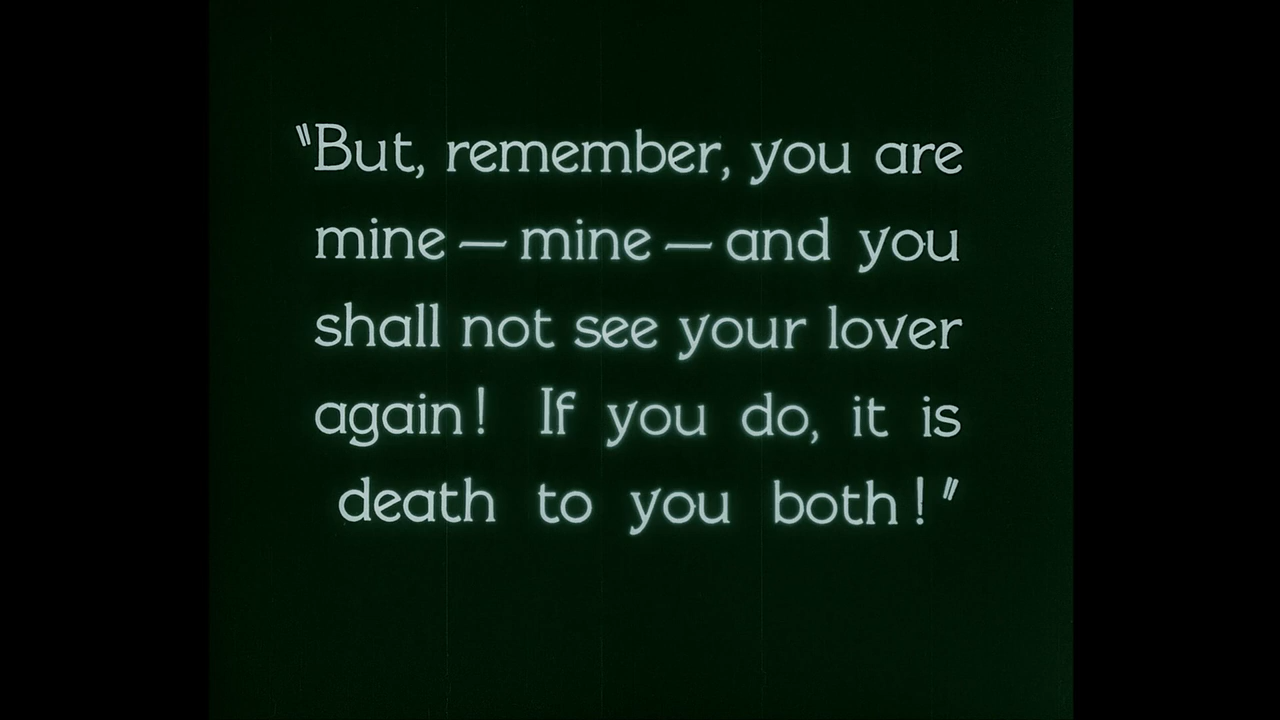 "But, remember, you are
mine — mine — and you
shall not see your lover
again! If you do, it is
death to you both!"